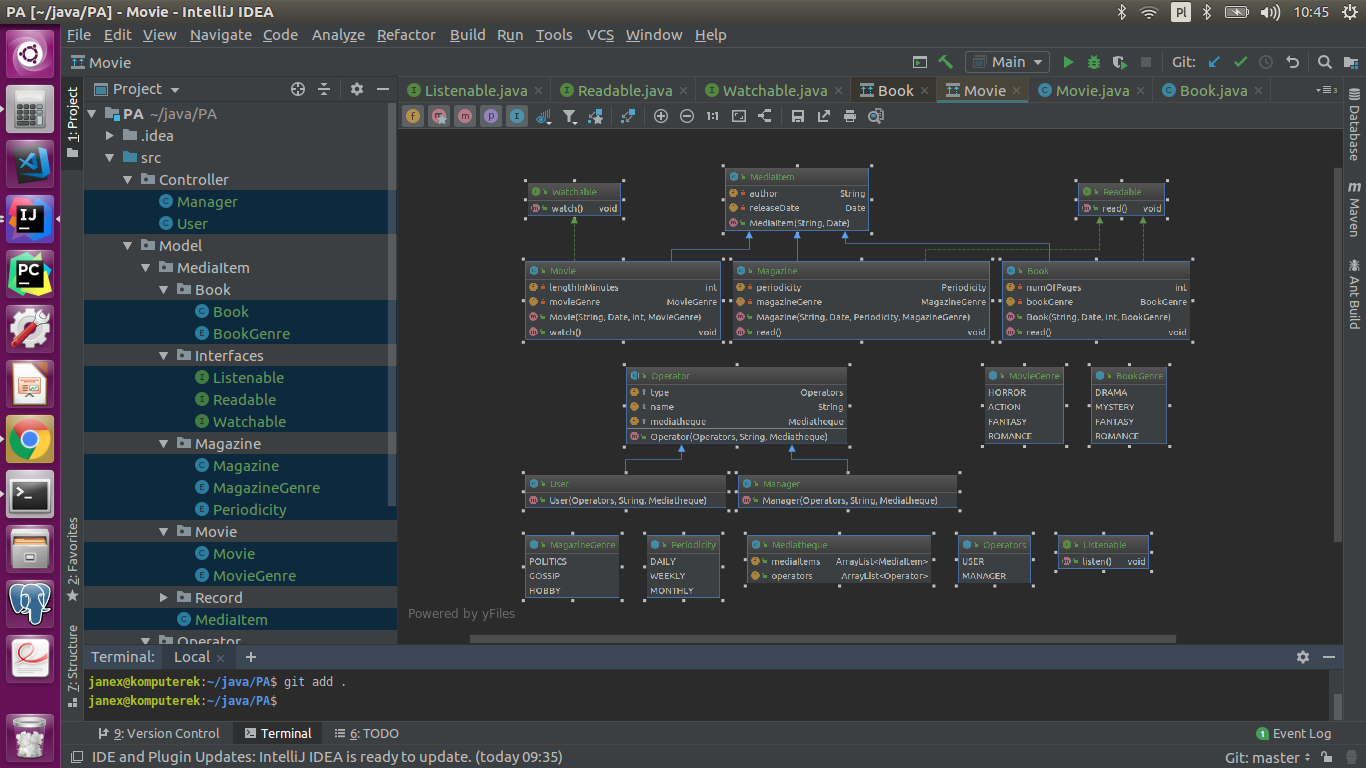 PA [~/java/PA] - Movie - IntelliJ IDEA
Pl
10:45
File Edit View Navigate Code Analyze Refactor Build Run Tools VCS Window Help
Movie
Main
Git:
1: Project
2: Favorites
7: Structure
Project
PA ~/java/PA
.idea
src
Controller
Manager
User
Model
MediaItem
Book
Book
BookGenre
Interfaces
Listenable
Readable
Watchable
Magazine
Magazine
MagazineGenre
Periodicity
Movie
Movie
MovieGenre
Record
MediaItem
Operator
Listenable.java
Readable.java
Watchable.java
Book
Movie
Movie.java
Book.java
1:1
Watchable
watch() void
MediaItem
author String
releaseDate Date
MediaItem(String, Date)
Readable
read() void
Movie
lengthInMinutes int
movieGenre MovieGenre
Movie(String, Date, int, MovieGenre)
watch() void
Magazine
periodicity Periodicity
magazineGenre MagazineGenre
Magazine(String, Date, Periodicity, MagazineGenre)
read() void
Book
numOfPages int
bookGenre BookGenre
Book(String, Date, int, BookGenre)
read() void
Operator
type Operators
name String
mediatheque Mediatheque
Operator(Operators, String, Mediatheque)
MovieGenre
HORROR
ACTION
FANTASY
ROMANCE
BookGenre
DRAMA
MYSTERY
FANTASY
ROMANCE
User
User(Operators, String, Mediatheque)
Manager
Manager(Operators, String, Mediatheque)
MagazineGenre
POLITICS
GOSSIP
HOBBY
Periodicity
DAILY
WEEKLY
MONTHLY
Mediatheque
mediaItems ArrayList<MediaItem>
operators ArrayList<Operator>
Operators
USER
MANAGER
Listenable
listen() void
Powered by yFiles
Database
Maven
Ant Build
Terminal: Local
janex@komputerek:~/java/PA$ git add .
janex@komputerek:~/java/PA$
9: Version Control
Terminal
6: TODO
1 Event Log
IDE and Plugin Updates: IntelliJ IDEA is ready to update. (today 09:35)
Git: master